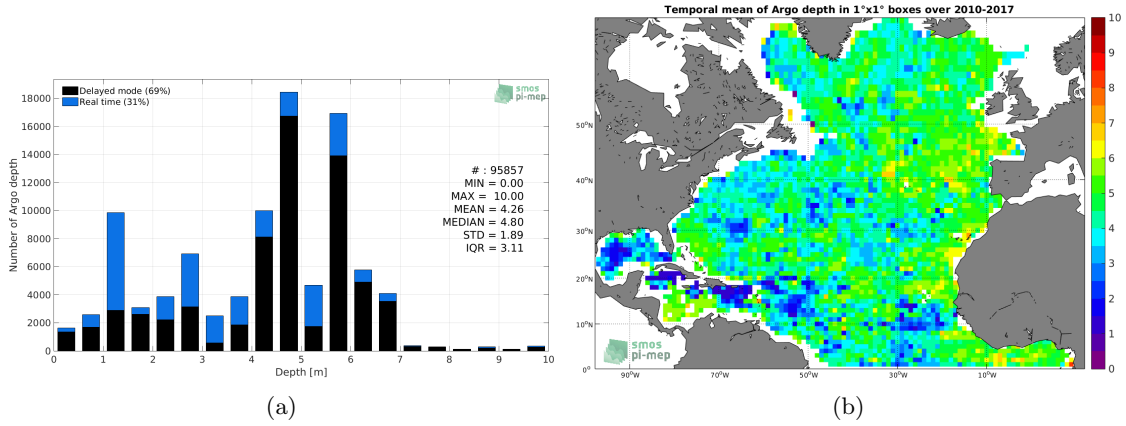 Delayed mode (69%)
Real time (31%)
smos
pi-mep
18000
16000
14000
12000
10000
8000
6000
4000
2000
0
Number of Argo depth
# : 95857
MIN = 0.00
MAX = 10.00
MEAN = 4.26
MEDIAN = 4.80
STD = 1.89
IQR = 3.11
0 1 2 3 4 5 6 7 8 9 10
Depth [m]
(a)
Temporal mean of Argo depth in 1°x1° boxes over 2010-2017
50°N
40°N
30°N
20°N
10°N
0°
90°W 70°W 50°W 30°W 10°W
smos
pi-mep
10
9
8
7
6
5
4
3
2
1
0
(b)